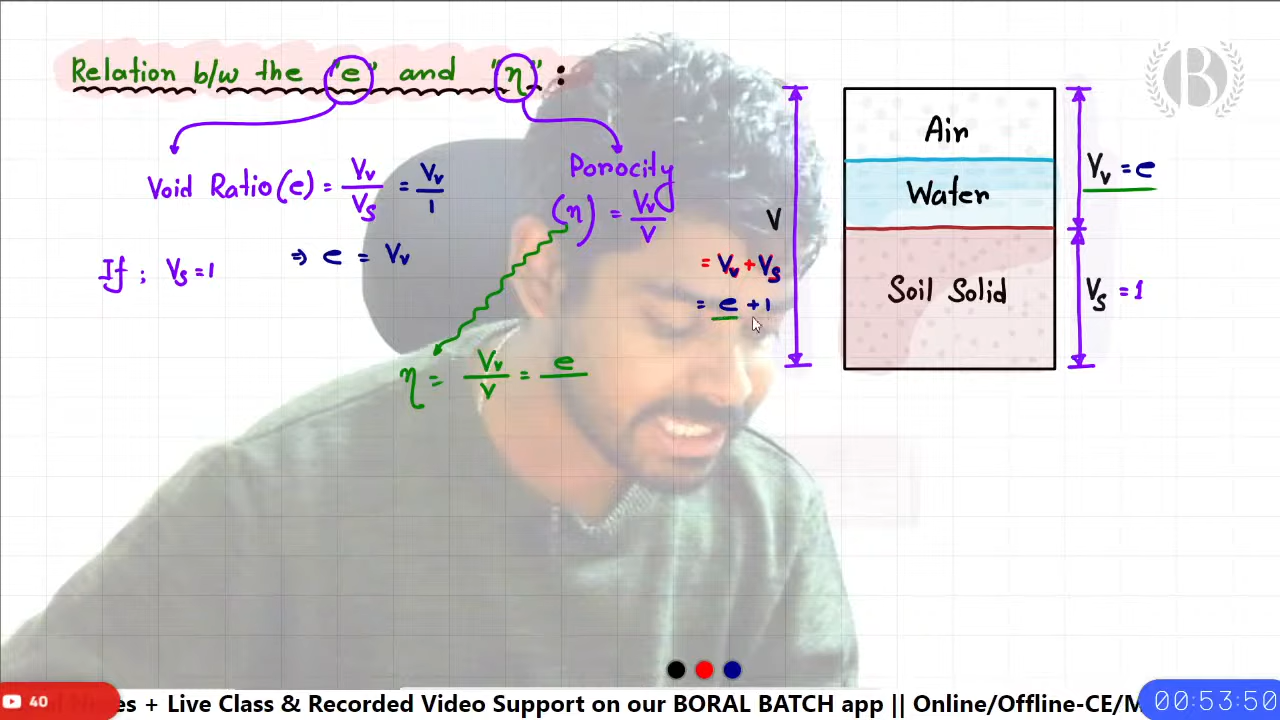 Relation b/w the "e" and "η" :
Void Ratio(e) = Vv/Vs = Vv/1
If ; Vs=1
⇒ e = Vv
Porocity
(η) = Vv/V
η = Vv/V = e
V
= Vv + Vs
= e + 1
Air
Water
Soil Solid
Vv = e
Vs = 1
B
40
es + Live Class & Recorded Video Support on our BORAL BATCH app || Online/Offline-CE/M
00:53:50